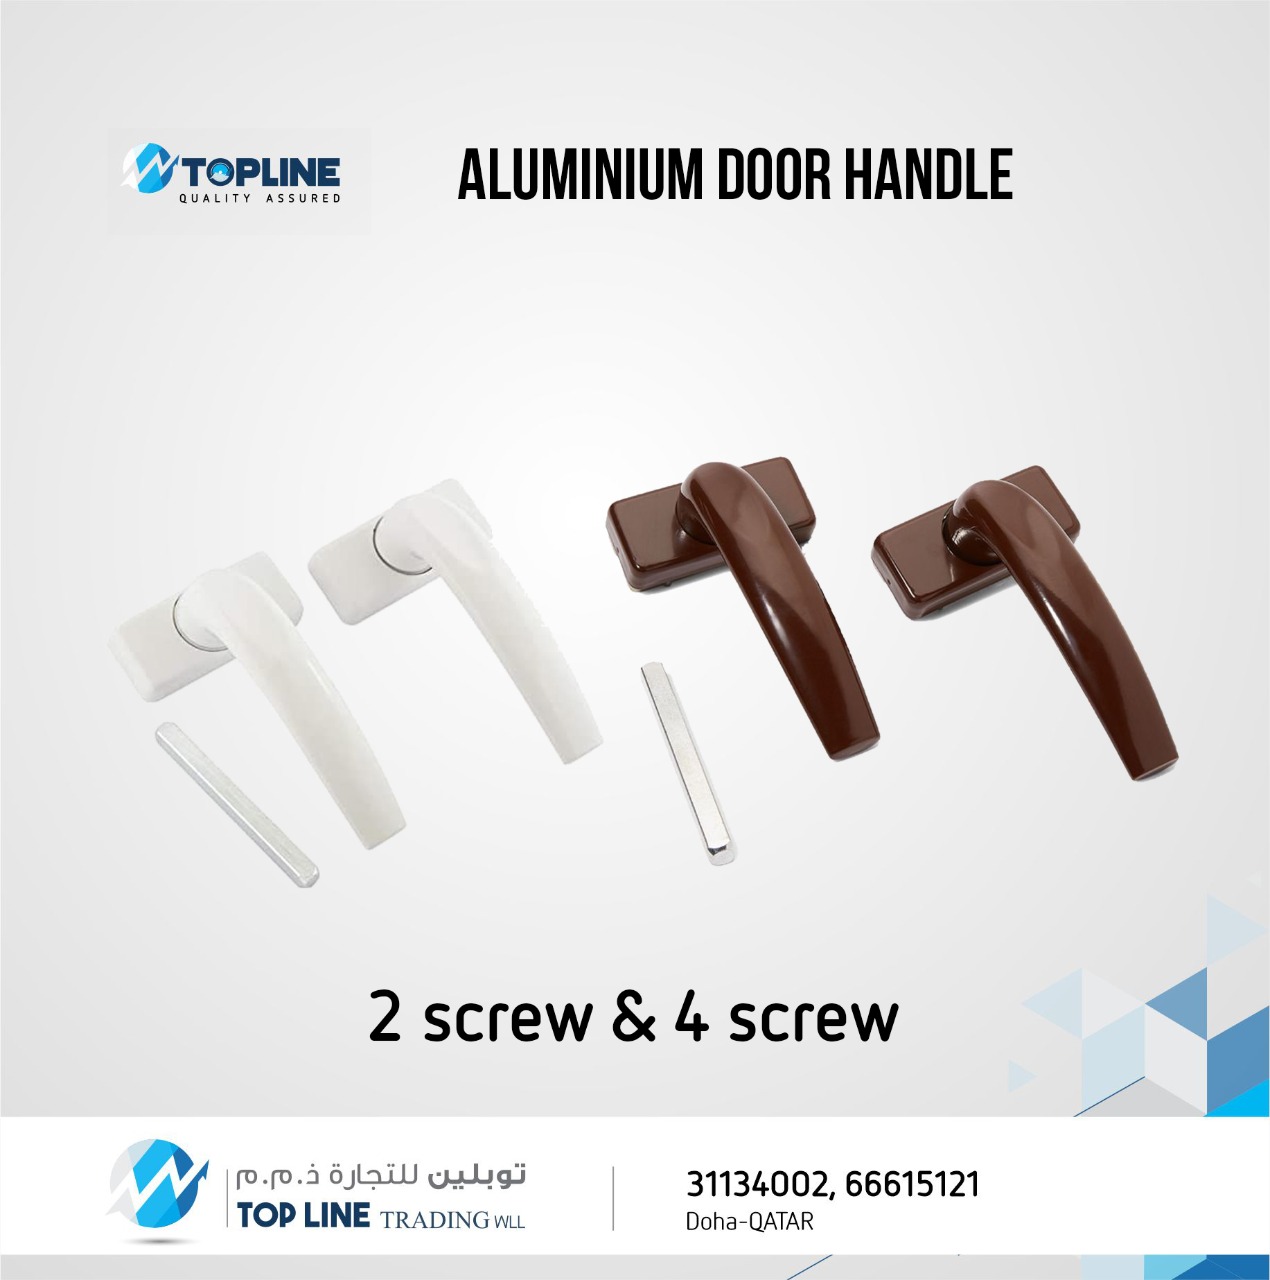 TOPLINE
QUALITY ASSURED
ALUMINIUM DOOR HANDLE
2 screw & 4 screw
توبلين للتجارة ذ.م.م
TOP LINE TRADING WLL
31134002, 66615121
Doha-QATAR